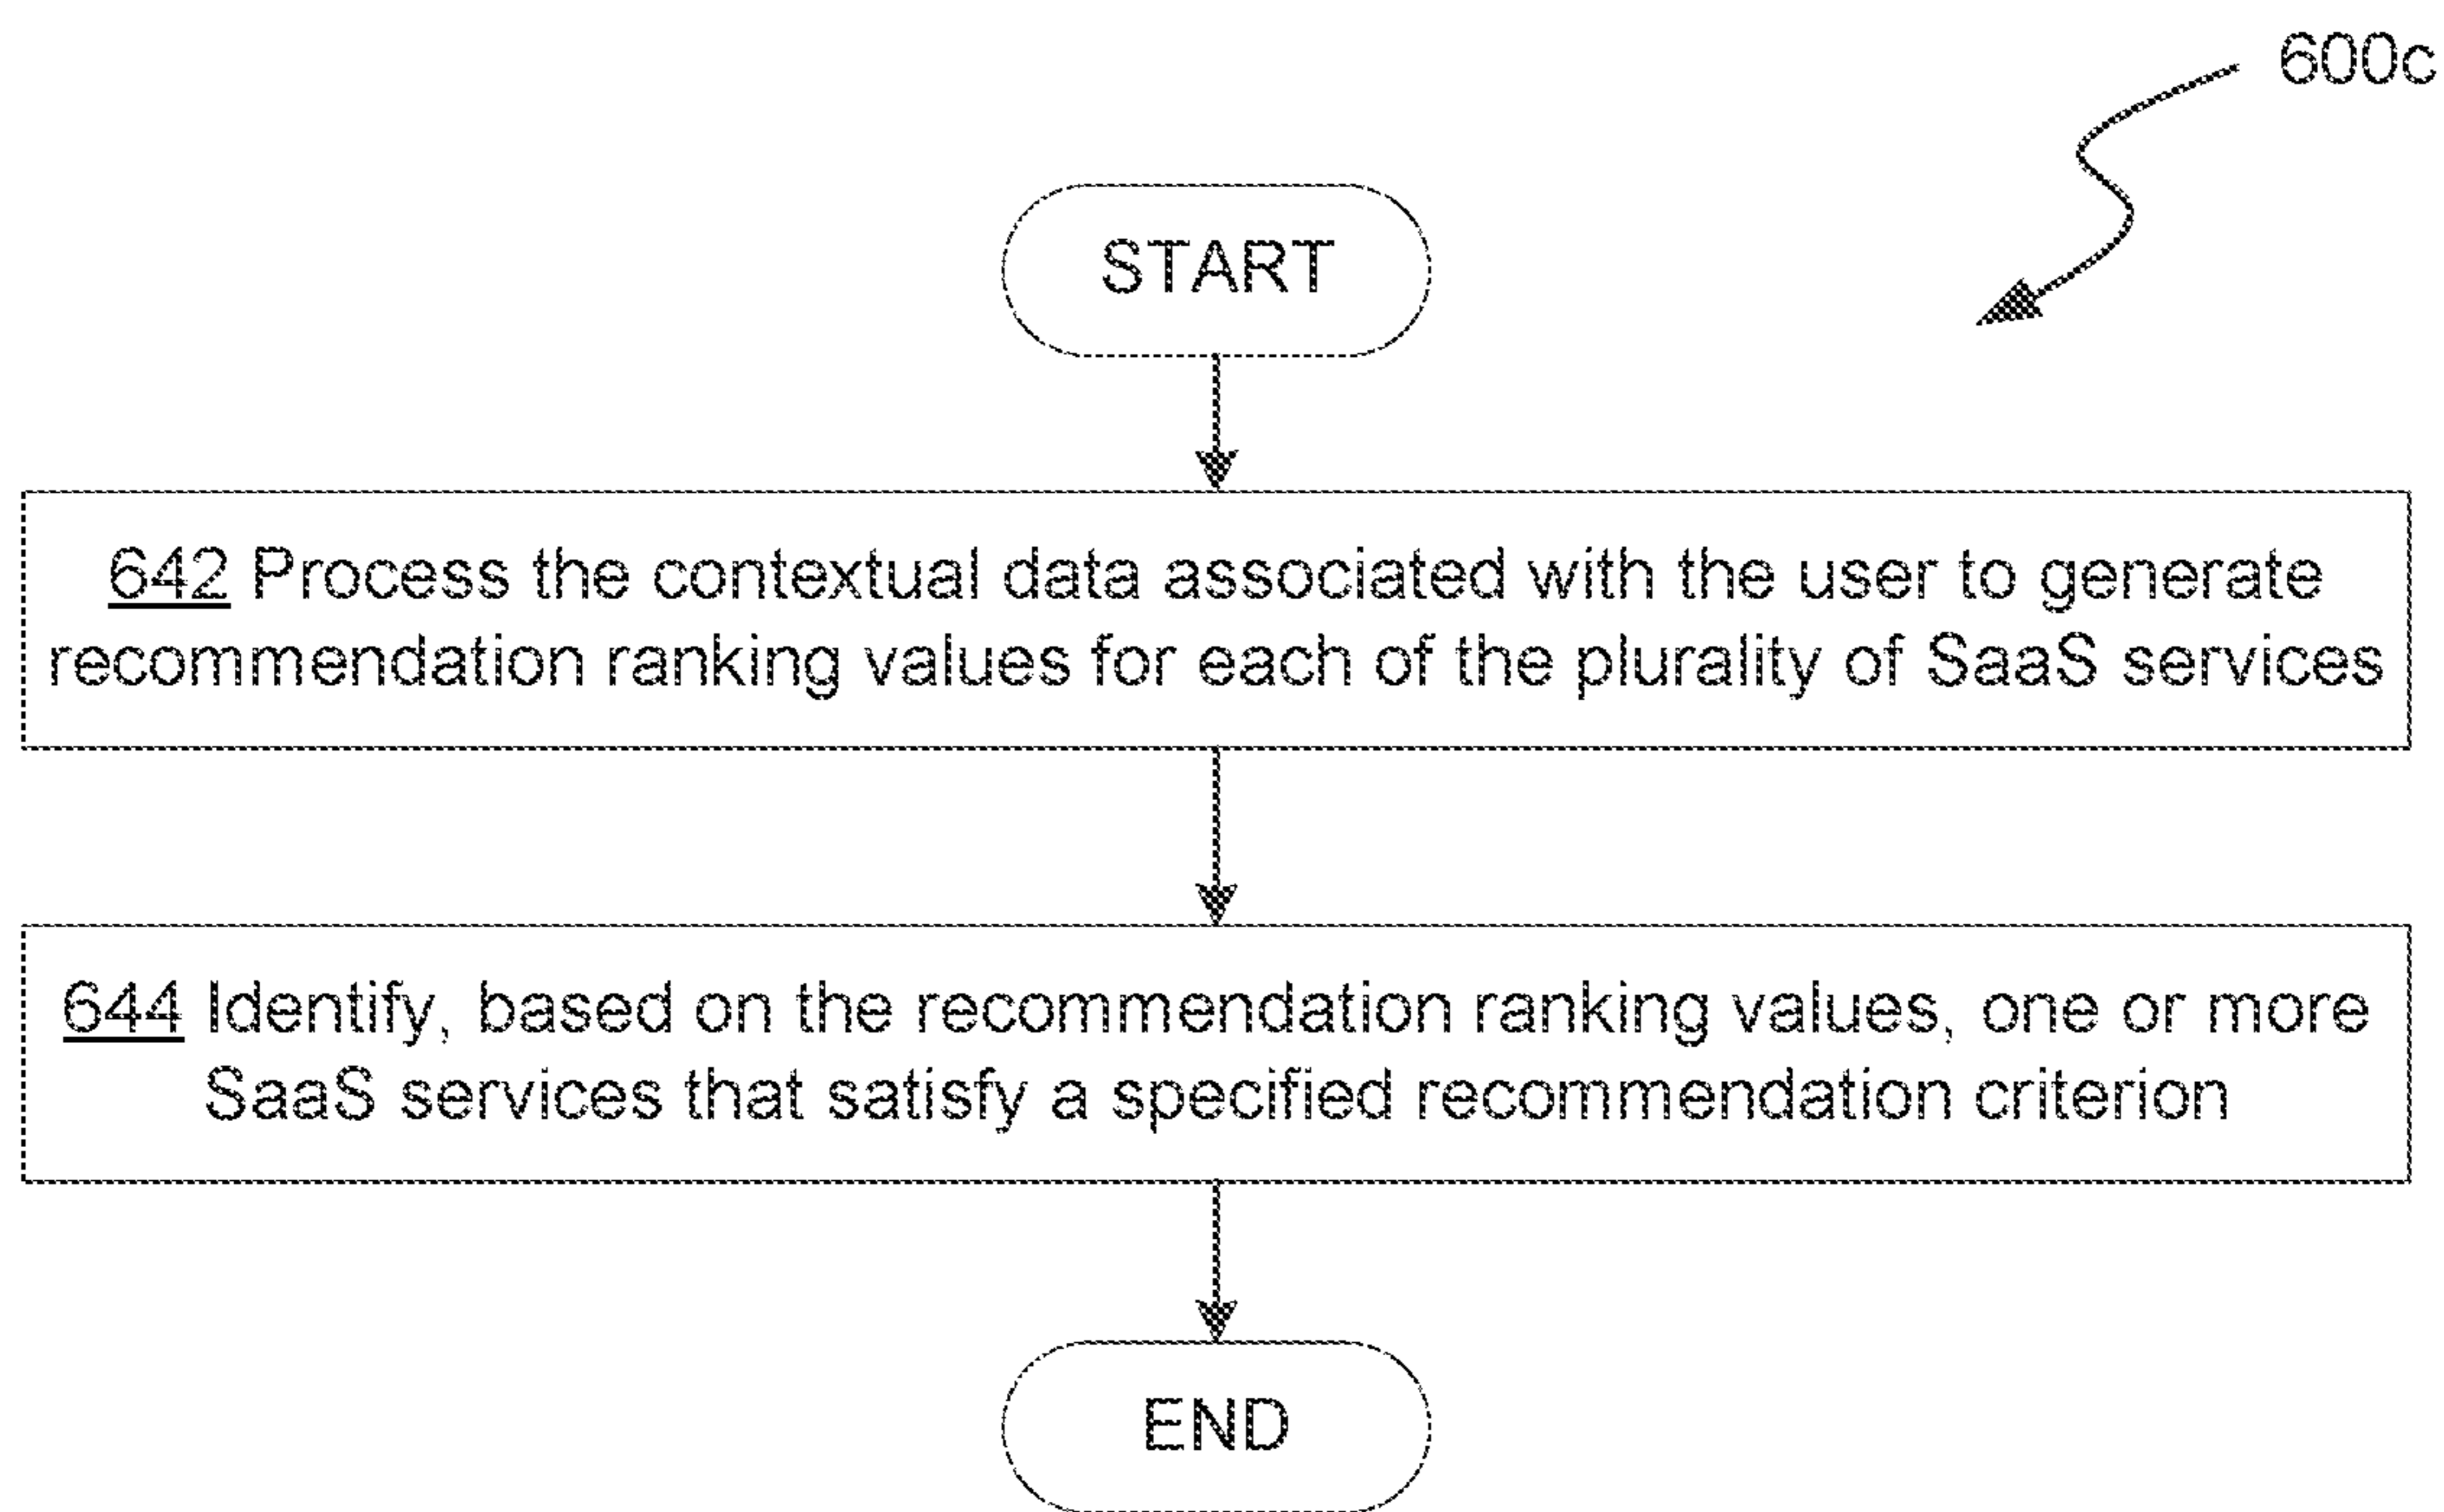 600c
START
642 Process the contextual data associated with the user to generate
recommendation ranking values for each of the plurality of SaaS services
644 Identify, based on the recommendation ranking values, one or more
SaaS services that satisfy a specified recommendation criterion
END